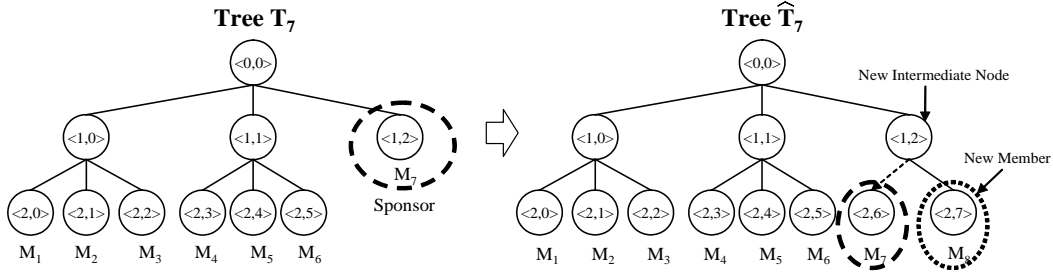 Tree T7
Tree T̂7
<0,0>
<0,0>
New Intermediate Node
<1,0>
<1,1>
<1,2>
<1,0>
<1,1>
<1,2>
M7
Sponsor
New Member
<2,0>
<2,1>
<2,2>
<2,3>
<2,4>
<2,5>
<2,0>
<2,1>
<2,2>
<2,3>
<2,4>
<2,5>
<2,6>
<2,7>
M1
M2
M3
M4
M5
M6
M1
M2
M3
M4
M5
M6
M7
M8